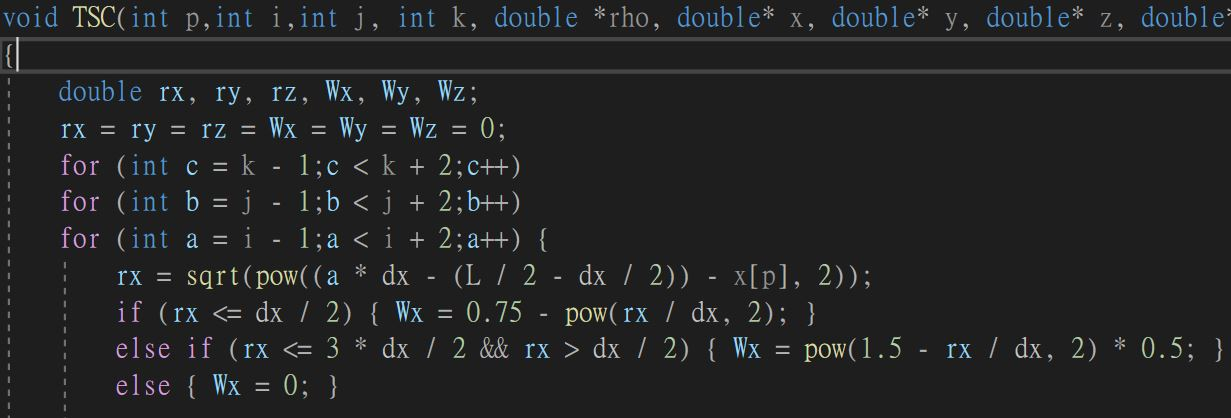 void TSC(int p,int i,int j, int k, double *rho, double* x, double* y, double* z, double*
{
double rx, ry, rz, Wx, Wy, Wz;
rx = ry = rz = Wx = Wy = Wz = 0;
for (int c = k - 1;c < k + 2;c++)
for (int b = j - 1;b < j + 2;b++)
for (int a = i - 1;a < i + 2;a++) {
rx = sqrt(pow((a * dx - (L / 2 - dx / 2)) - x[p], 2));
if (rx <= dx / 2) { Wx = 0.75 - pow(rx / dx, 2); }
else if (rx <= 3 * dx / 2 && rx > dx / 2) { Wx = pow(1.5 - rx / dx, 2) * 0.5; }
else { Wx = 0; }